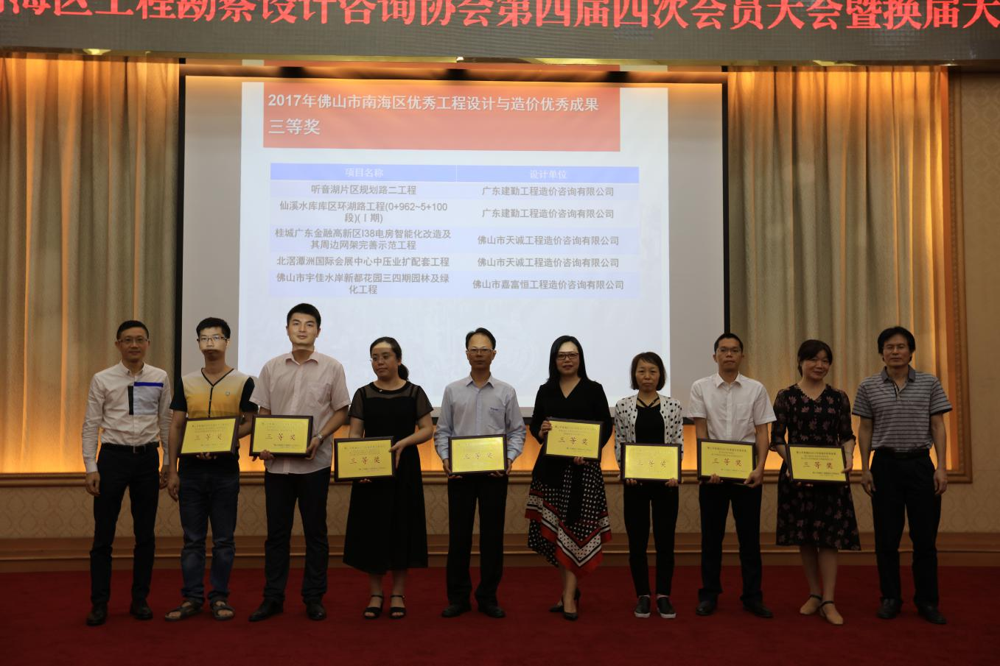 海区工程勘察设计咨询协会第四届四次会员大会暨换届大
2017年佛山市南海区优秀工程设计与造价优秀成果
三等奖
项目名称 设计单位
听音湖片区规划路二工程 广东建勤工程造价咨询有限公司
仙溪水库库区环湖路工程(0+962~5+100
段)(Ⅰ期) 广东建勤工程造价咨询有限公司
桂城广东金融高新区I38电房智能化改造及
其周边网架完善示范工程 佛山市天诚工程造价咨询有限公司
北滘潭洲国际会展中心中压业扩配套工程 佛山市天诚工程造价咨询有限公司
佛山市宇佳水岸新都花园三四期园林及绿
化工程 佛山市嘉富恒工程造价咨询有限公司
三等奖
三等奖
三等奖
三等奖
三等奖
三等奖
三等奖
三等奖